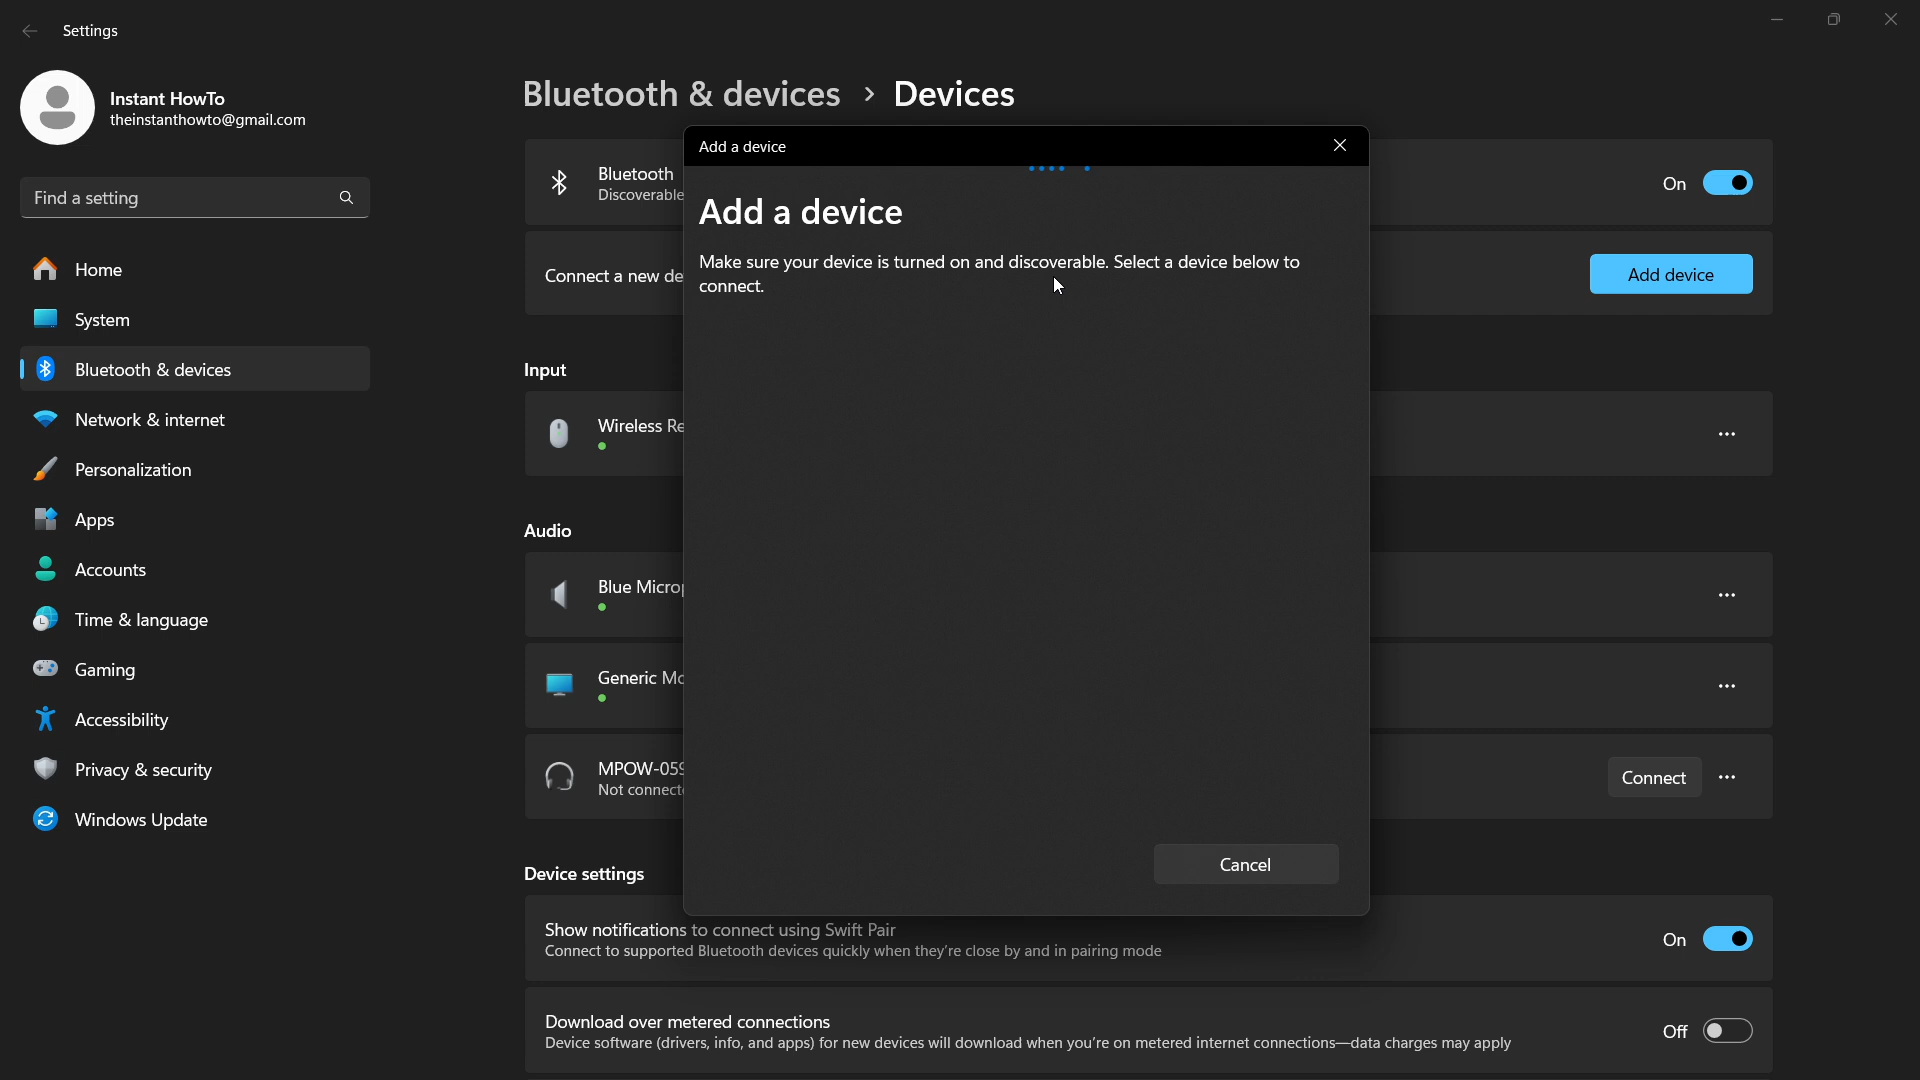 Settings
Instant HowTo
theinstanthowto@gmail.com
Find a setting
Home
System
Bluetooth & devices
Network & internet
Personalization
Apps
Accounts
Time & language
Gaming
Accessibility
Privacy & security
Windows Update
Bluetooth & devices > Devices
Bluetooth
Discoverable
On
Connect a new de
Add device
Input
Wireless Re
Audio
Blue Microp
Generic Mo
MPOW-059
Not connecte
Connect
Device settings
Show notifications to connect using Swift Pair
Connect to supported Bluetooth devices quickly when they're close by and in pairing mode
On
Download over metered connections
Device software (drivers, info, and apps) for new devices will download when you're on metered internet connections—data charges may apply
Off
Add a device
Add a device
Make sure your device is turned on and discoverable. Select a device below to
connect.
Cancel